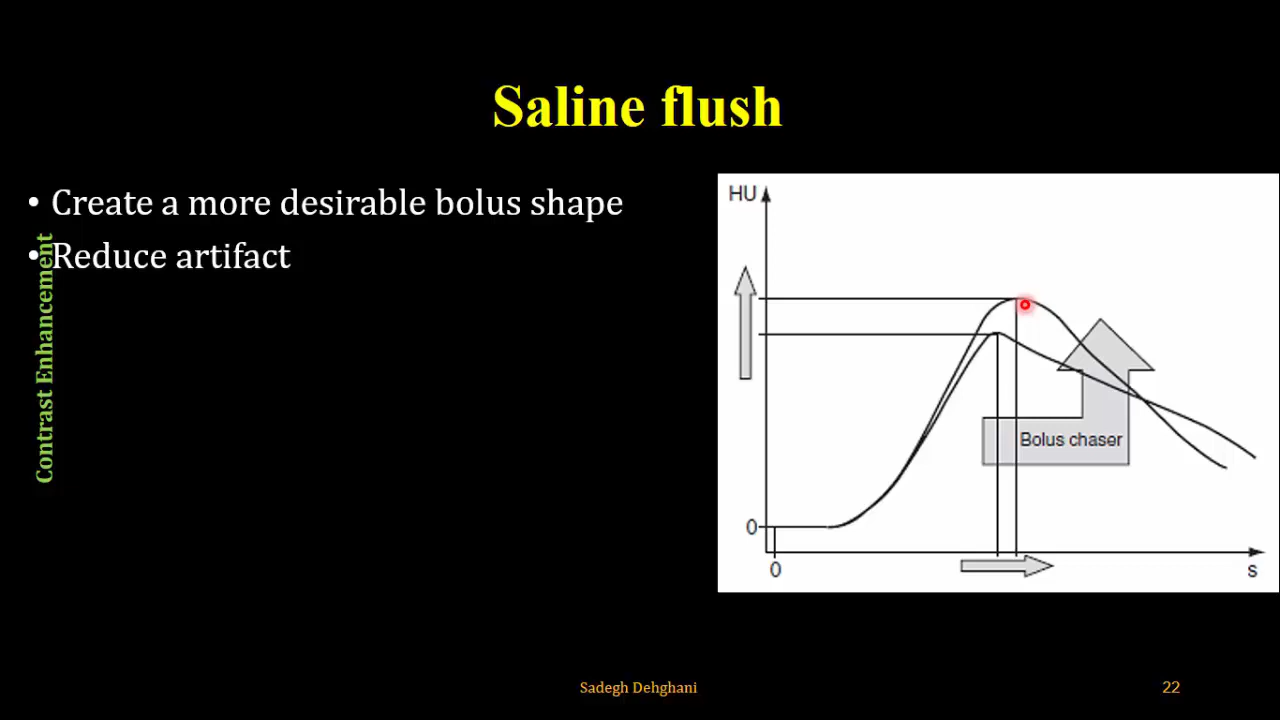 Saline flush
• Create a more desirable bolus shape
• Reduce artifact
Contrast Enhancement
HU
Bolus chaser
0
0
s
Sadegh Dehghani
22